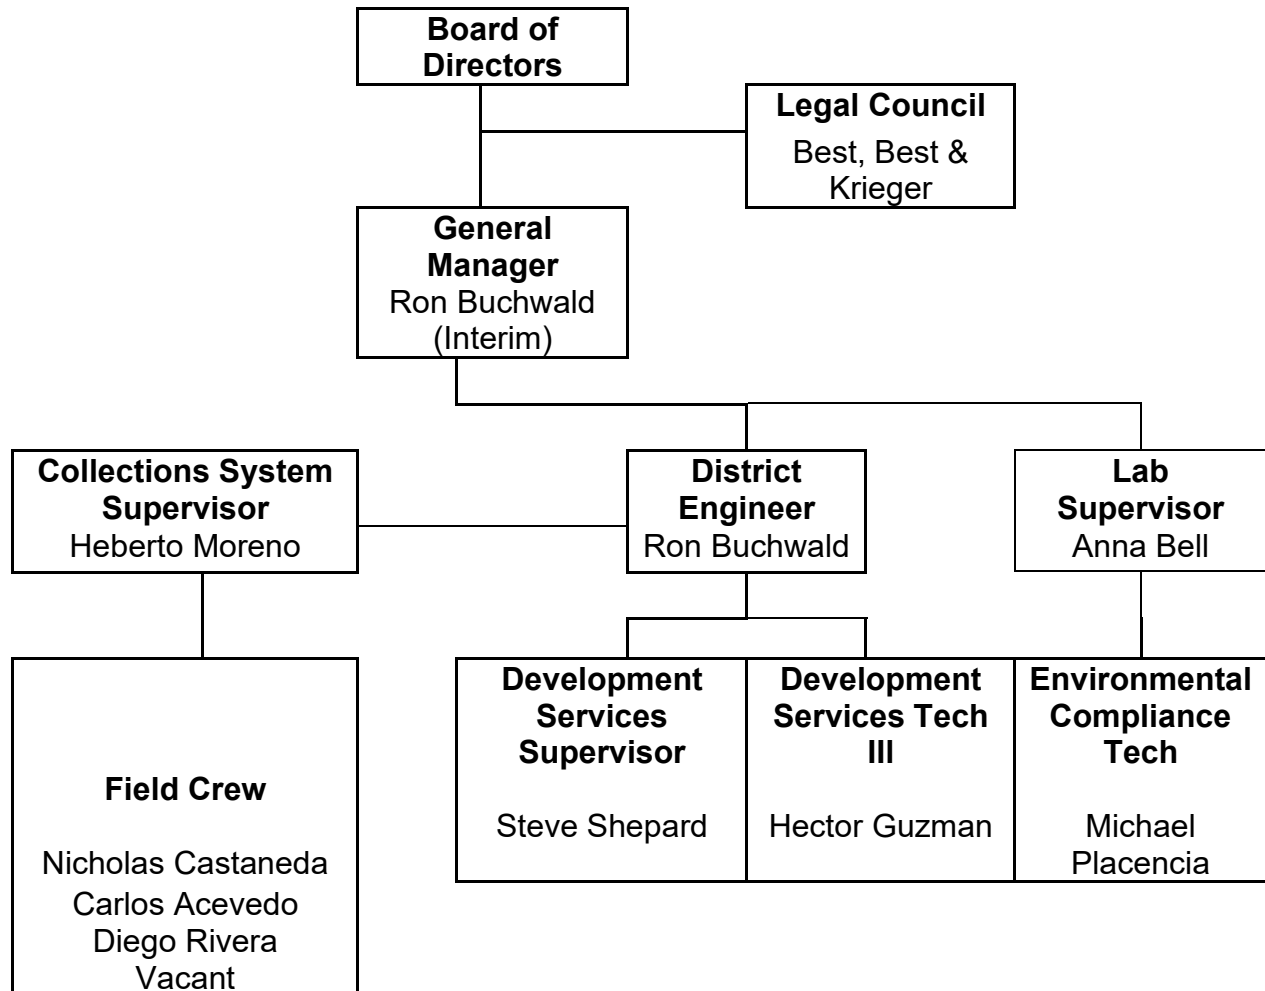 Board of
Directors
Legal Council
Best, Best &
Krieger
General
Manager
Ron Buchwald
(Interim)
Collections System
Supervisor
Heberto Moreno
District
Engineer
Ron Buchwald
Lab
Supervisor
Anna Bell
Field Crew
Nicholas Castaneda
Carlos Acevedo
Diego Rivera
Vacant
Development
Services
Supervisor
Steve Shepard
Development
Services Tech
III
Hector Guzman
Environmental
Compliance
Tech
Michael
Placencia